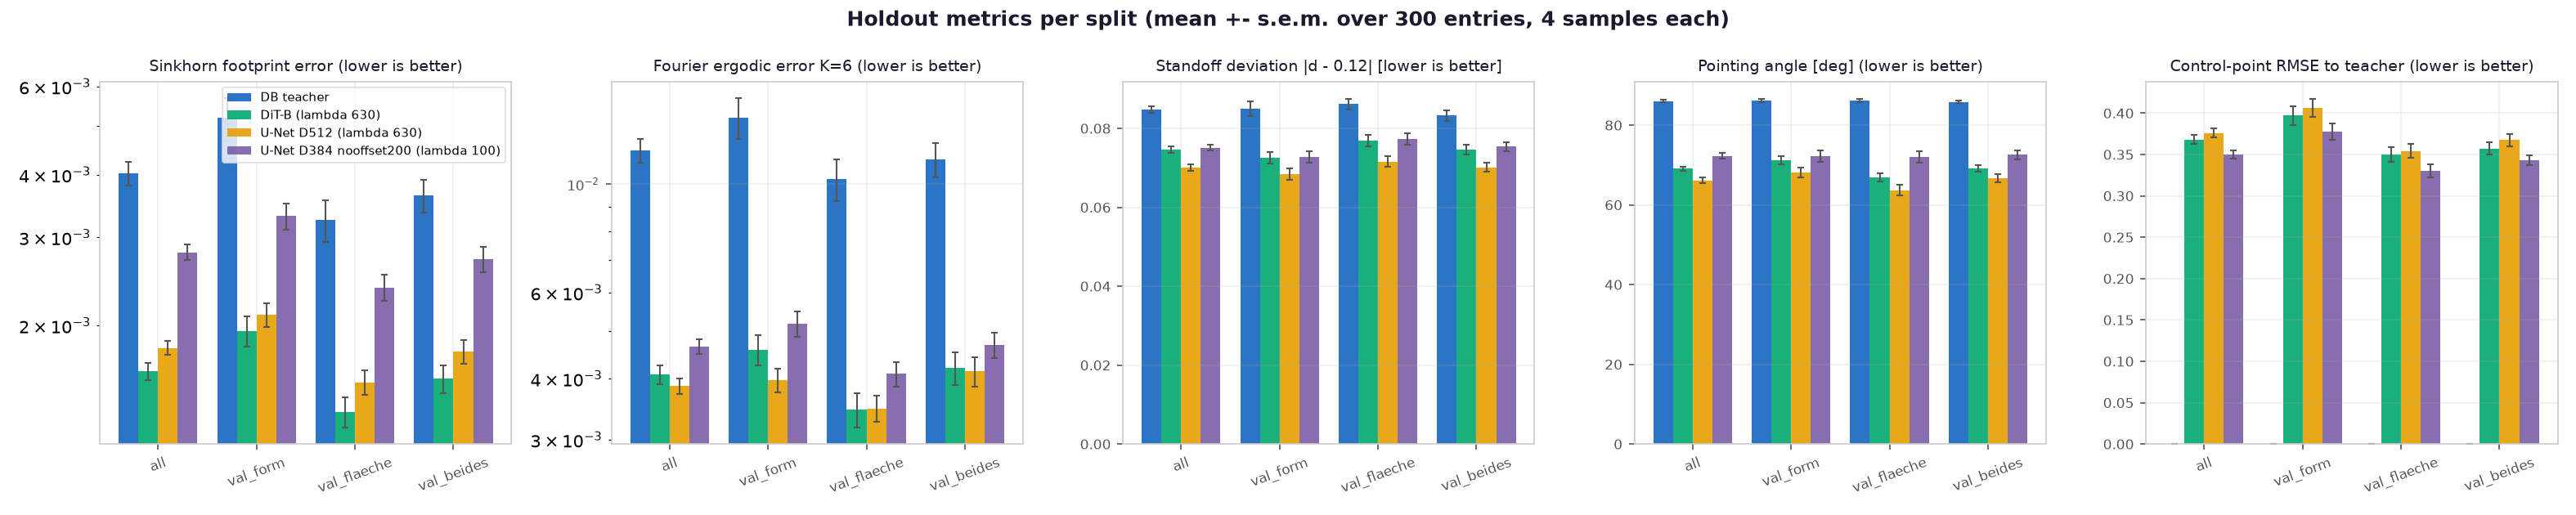 Holdout metrics per split (mean +- s.e.m. over 300 entries, 4 samples each)
Sinkhorn footprint error (lower is better)
6 × 10⁻³
4 × 10⁻³
3 × 10⁻³
2 × 10⁻³
DB teacher
DiT-B (lambda 630)
U-Net D512 (lambda 630)
U-Net D384 nooffset200 (lambda 100)
all
val_form
val_flaeche
val_beides
Fourier ergodic error K=6 (lower is better)
10⁻²
6 × 10⁻³
4 × 10⁻³
3 × 10⁻³
all
val_form
val_flaeche
val_beides
Standoff deviation |d - 0.12| [lower is better]
0.08
0.06
0.04
0.02
0.00
all
val_form
val_flaeche
val_beides
Pointing angle [deg] (lower is better)
80
60
40
20
0
all
val_form
val_flaeche
val_beides
Control-point RMSE to teacher (lower is better)
0.40
0.35
0.30
0.25
0.20
0.15
0.10
0.05
0.00
all
val_form
val_flaeche
val_beides